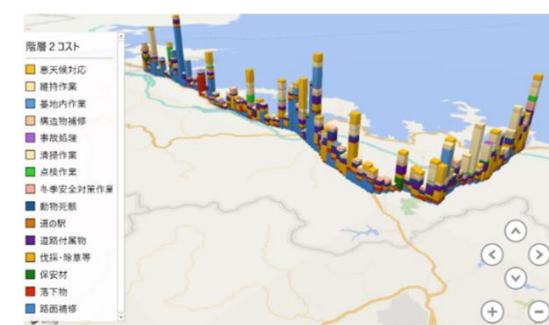 階層2コスト
悪天候対応
維持作業
基地内作業
構造物補修
事故処理
清掃作業
点検作業
冬季安全対策作業
動物死骸
道の駅
道路付属物
伐採・除草等
保安材
落下物
路面補修